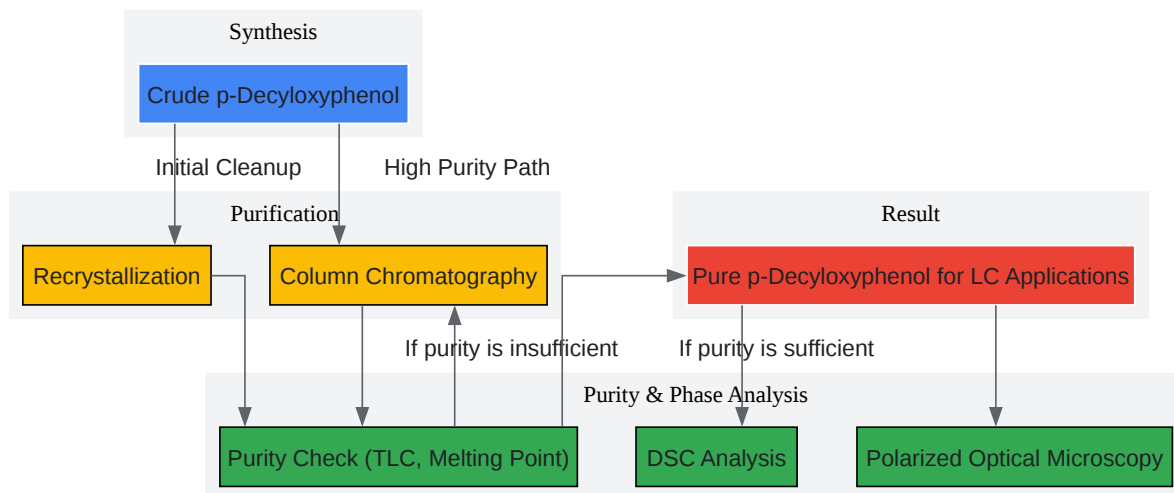 Synthesis
Crude p-Decyloxyphenol
Initial Cleanup
High Purity Path
Purification
Result
Recrystallization
Column Chromatography
Pure p-Decyloxyphenol for LC Applications
If purity is insufficient
If purity is sufficient
Purity & Phase Analysis
Purity Check (TLC, Melting Point)
DSC Analysis
Polarized Optical Microscopy